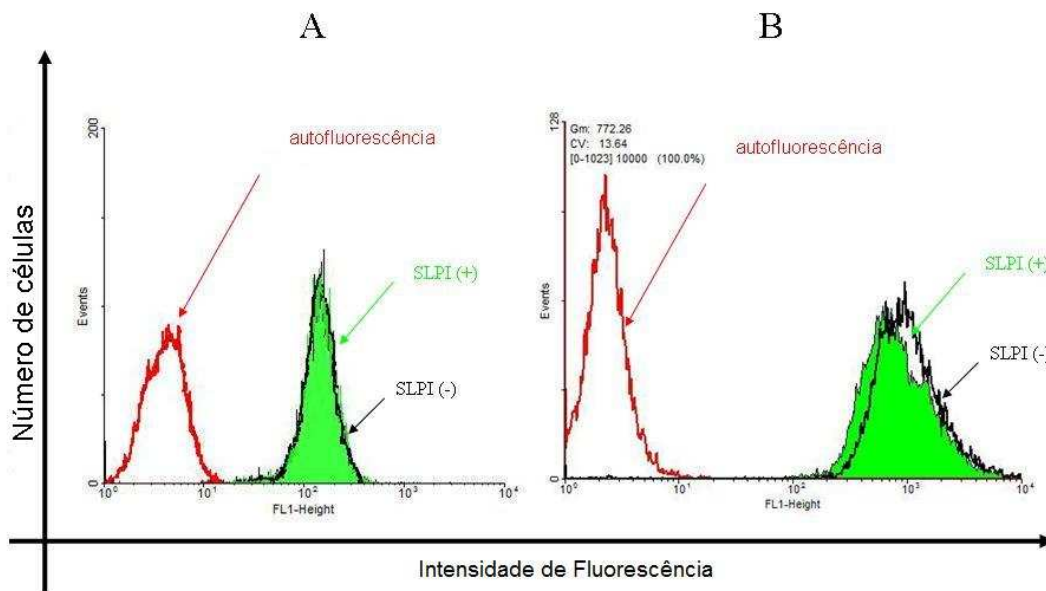 A
B
Número de células
200
Events
0
autofluorescência
SLPI (+)
SLPI (-)
10⁰
10¹
10²
10³
10⁴
FL1-Height
128
Gm: 772.26
CV: 13.64
[0-1023] 10000 (100.0%)
Events
0
autofluorescência
SLPI (+)
SLPI (-)
10⁰
10¹
10²
10³
10⁴
FL1-Height
Intensidade de Fluorescência